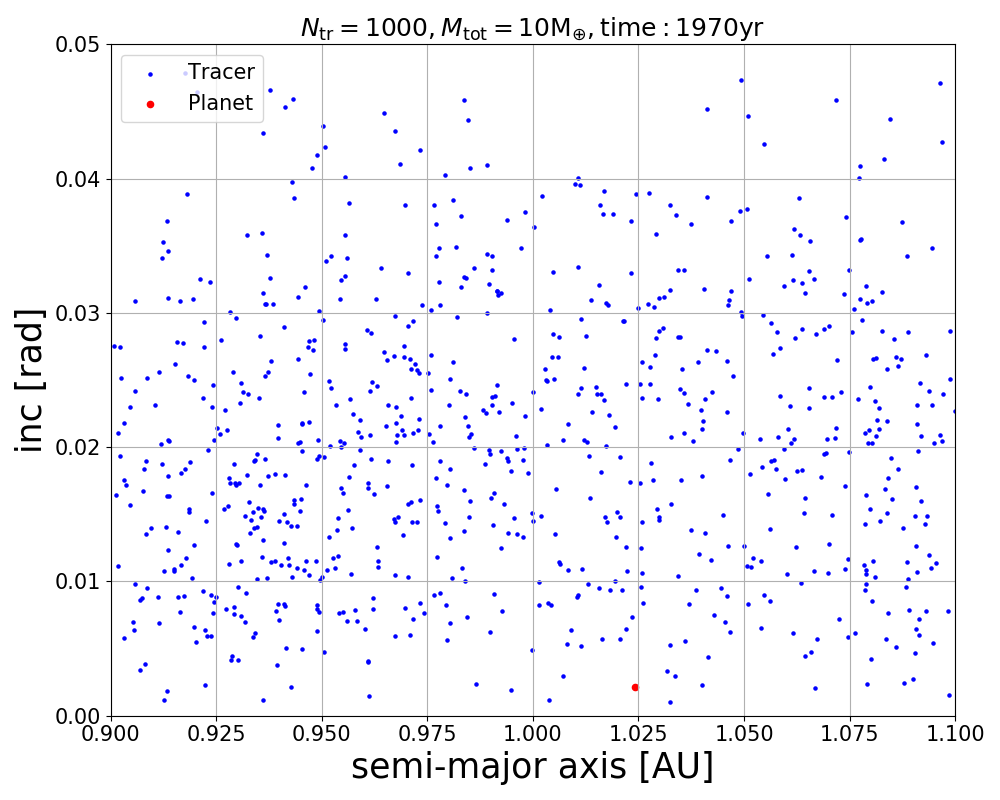 N_tr = 1000, M_tot = 10M_⊕, time : 1970yr
Tracer
Planet
inc [rad]
0.05
0.04
0.03
0.02
0.01
0.00
0.900 0.925 0.950 0.975 1.000 1.025 1.050 1.075 1.100
semi-major axis [AU]